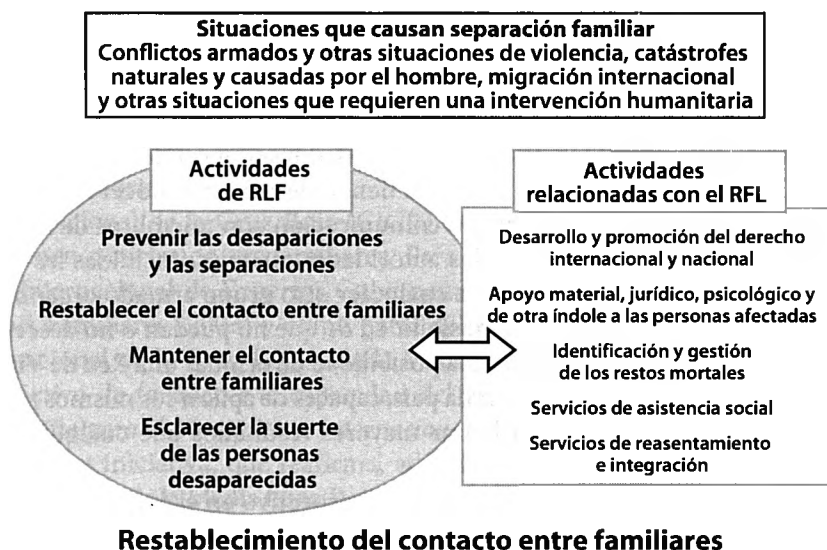 Situaciones que causan separación familiar
Conflictos armados y otras situaciones de violencia, catástrofes
naturales y causadas por el hombre, migración internacional
y otras situaciones que requieren una intervención humanitaria
Actividades
de RLF
Prevenir las desapariciones
y las separaciones
Restablecer el contacto entre familiares
Mantener el contacto
entre familiares
Esclarecer la suerte
de las personas
desaparecidas
Actividades
relacionadas con el RFL
Desarrollo y promoción del derecho
internacional y nacional
Apoyo material, jurídico, psicológico y
de otra índole a las personas afectadas
Identificación y gestión
de los restos mortales
Servicios de asistencia social
Servicios de reasentamiento
e integración
Restablecimiento del contacto entre familiares